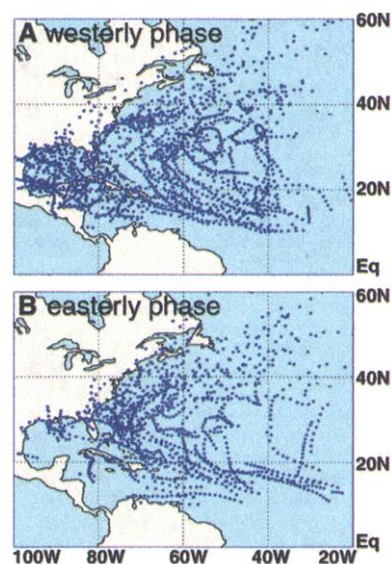 A westerly phase
60N
40N
20N
Eq
B easterly phase
60N
40N
20N
Eq
100W 80W 60W 40W 20W